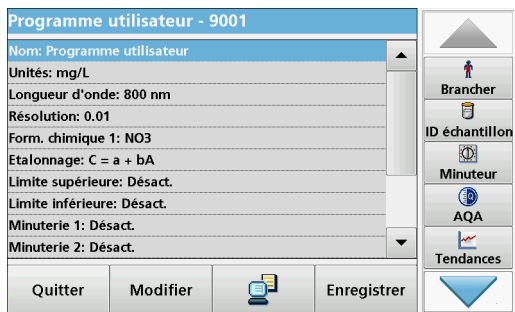 Programme utilisateur - 9001
Nom: Programme utilisateur
Unités: mg/L
Longueur d'onde: 800 nm
Résolution: 0.01
Form. chimique 1: NO3
Etalonnage: C = a + bA
Limite supérieure: Désact.
Limite inférieure: Désact.
Minuterie 1: Désact.
Minuterie 2: Désact.
Quitter
Modifier
Enregistrer
Brancher
ID échantillon
Minuteur
AQA
Tendances